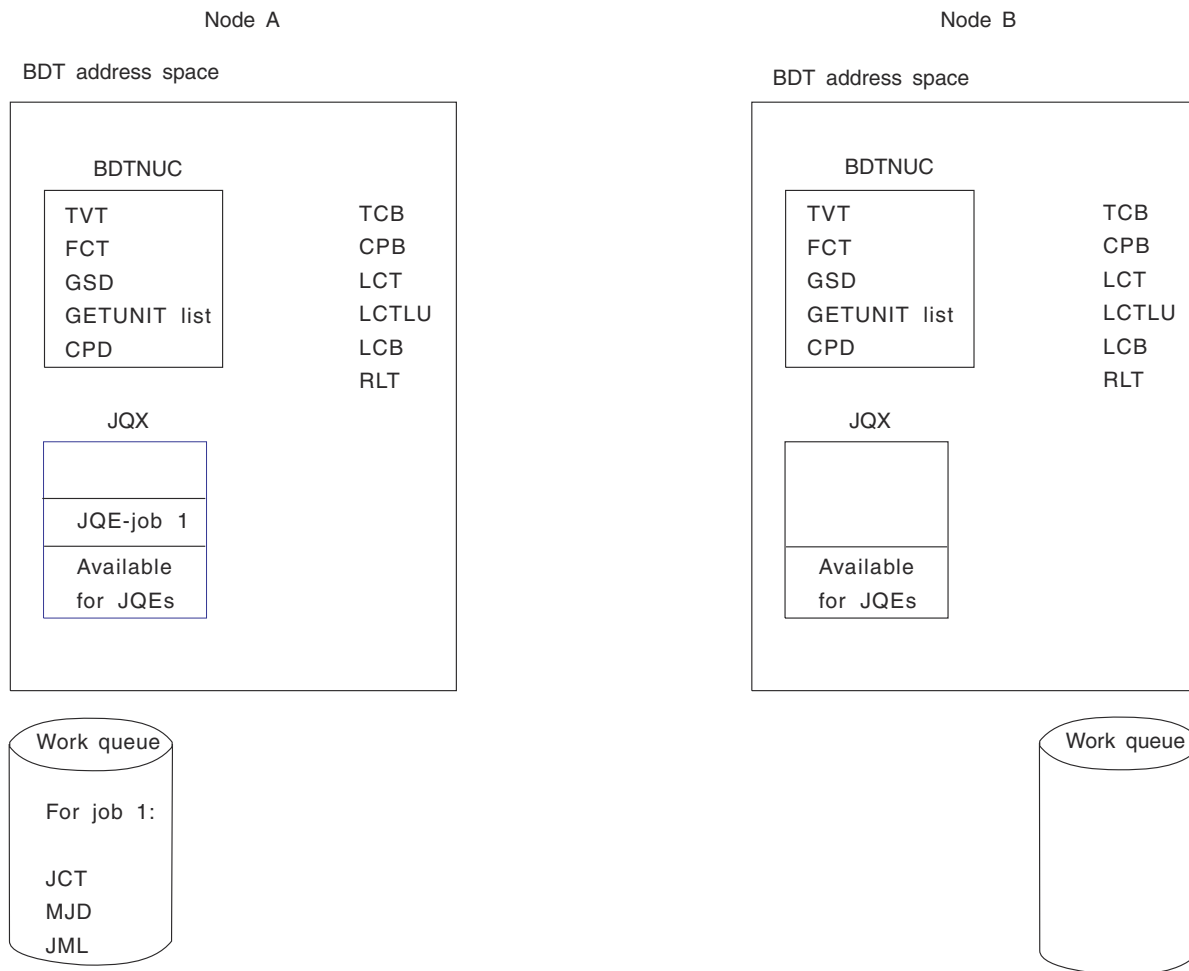 Node A
BDT address space
BDTNUC
TVT
FCT
GSD
GETUNIT list
CPD
TCB
CPB
LCT
LCTLU
LCB
RLT
JQX
JQE-job 1
Available
for JQEs
Work queue
For job 1:
JCT
MJD
JML
Node B
BDT address space
BDTNUC
TVT
FCT
GSD
GETUNIT list
CPD
TCB
CPB
LCT
LCTLU
LCB
RLT
JQX
Available
for JQEs
Work queue